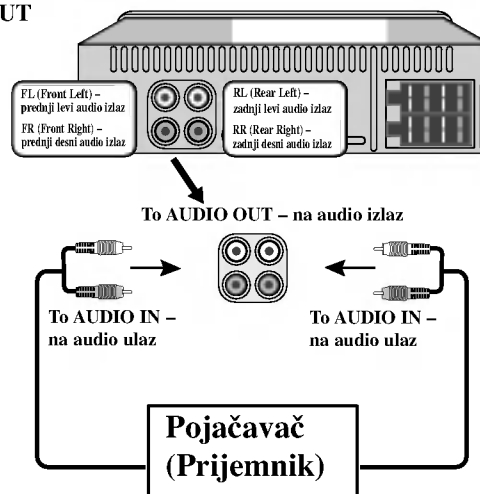 UT
FL (Front Left) –
prednji levi audio izlaz
FR (Front Right) –
prednji desni audio izlaz
RL (Rear Left) –
zadnji levi audio izlaz
RR (Rear Right) –
zadnji desni audio izlaz
To AUDIO OUT – na audio izlaz
To AUDIO IN –
na audio ulaz
To AUDIO IN –
na audio ulaz
Pojačavač
(Prijemnik)